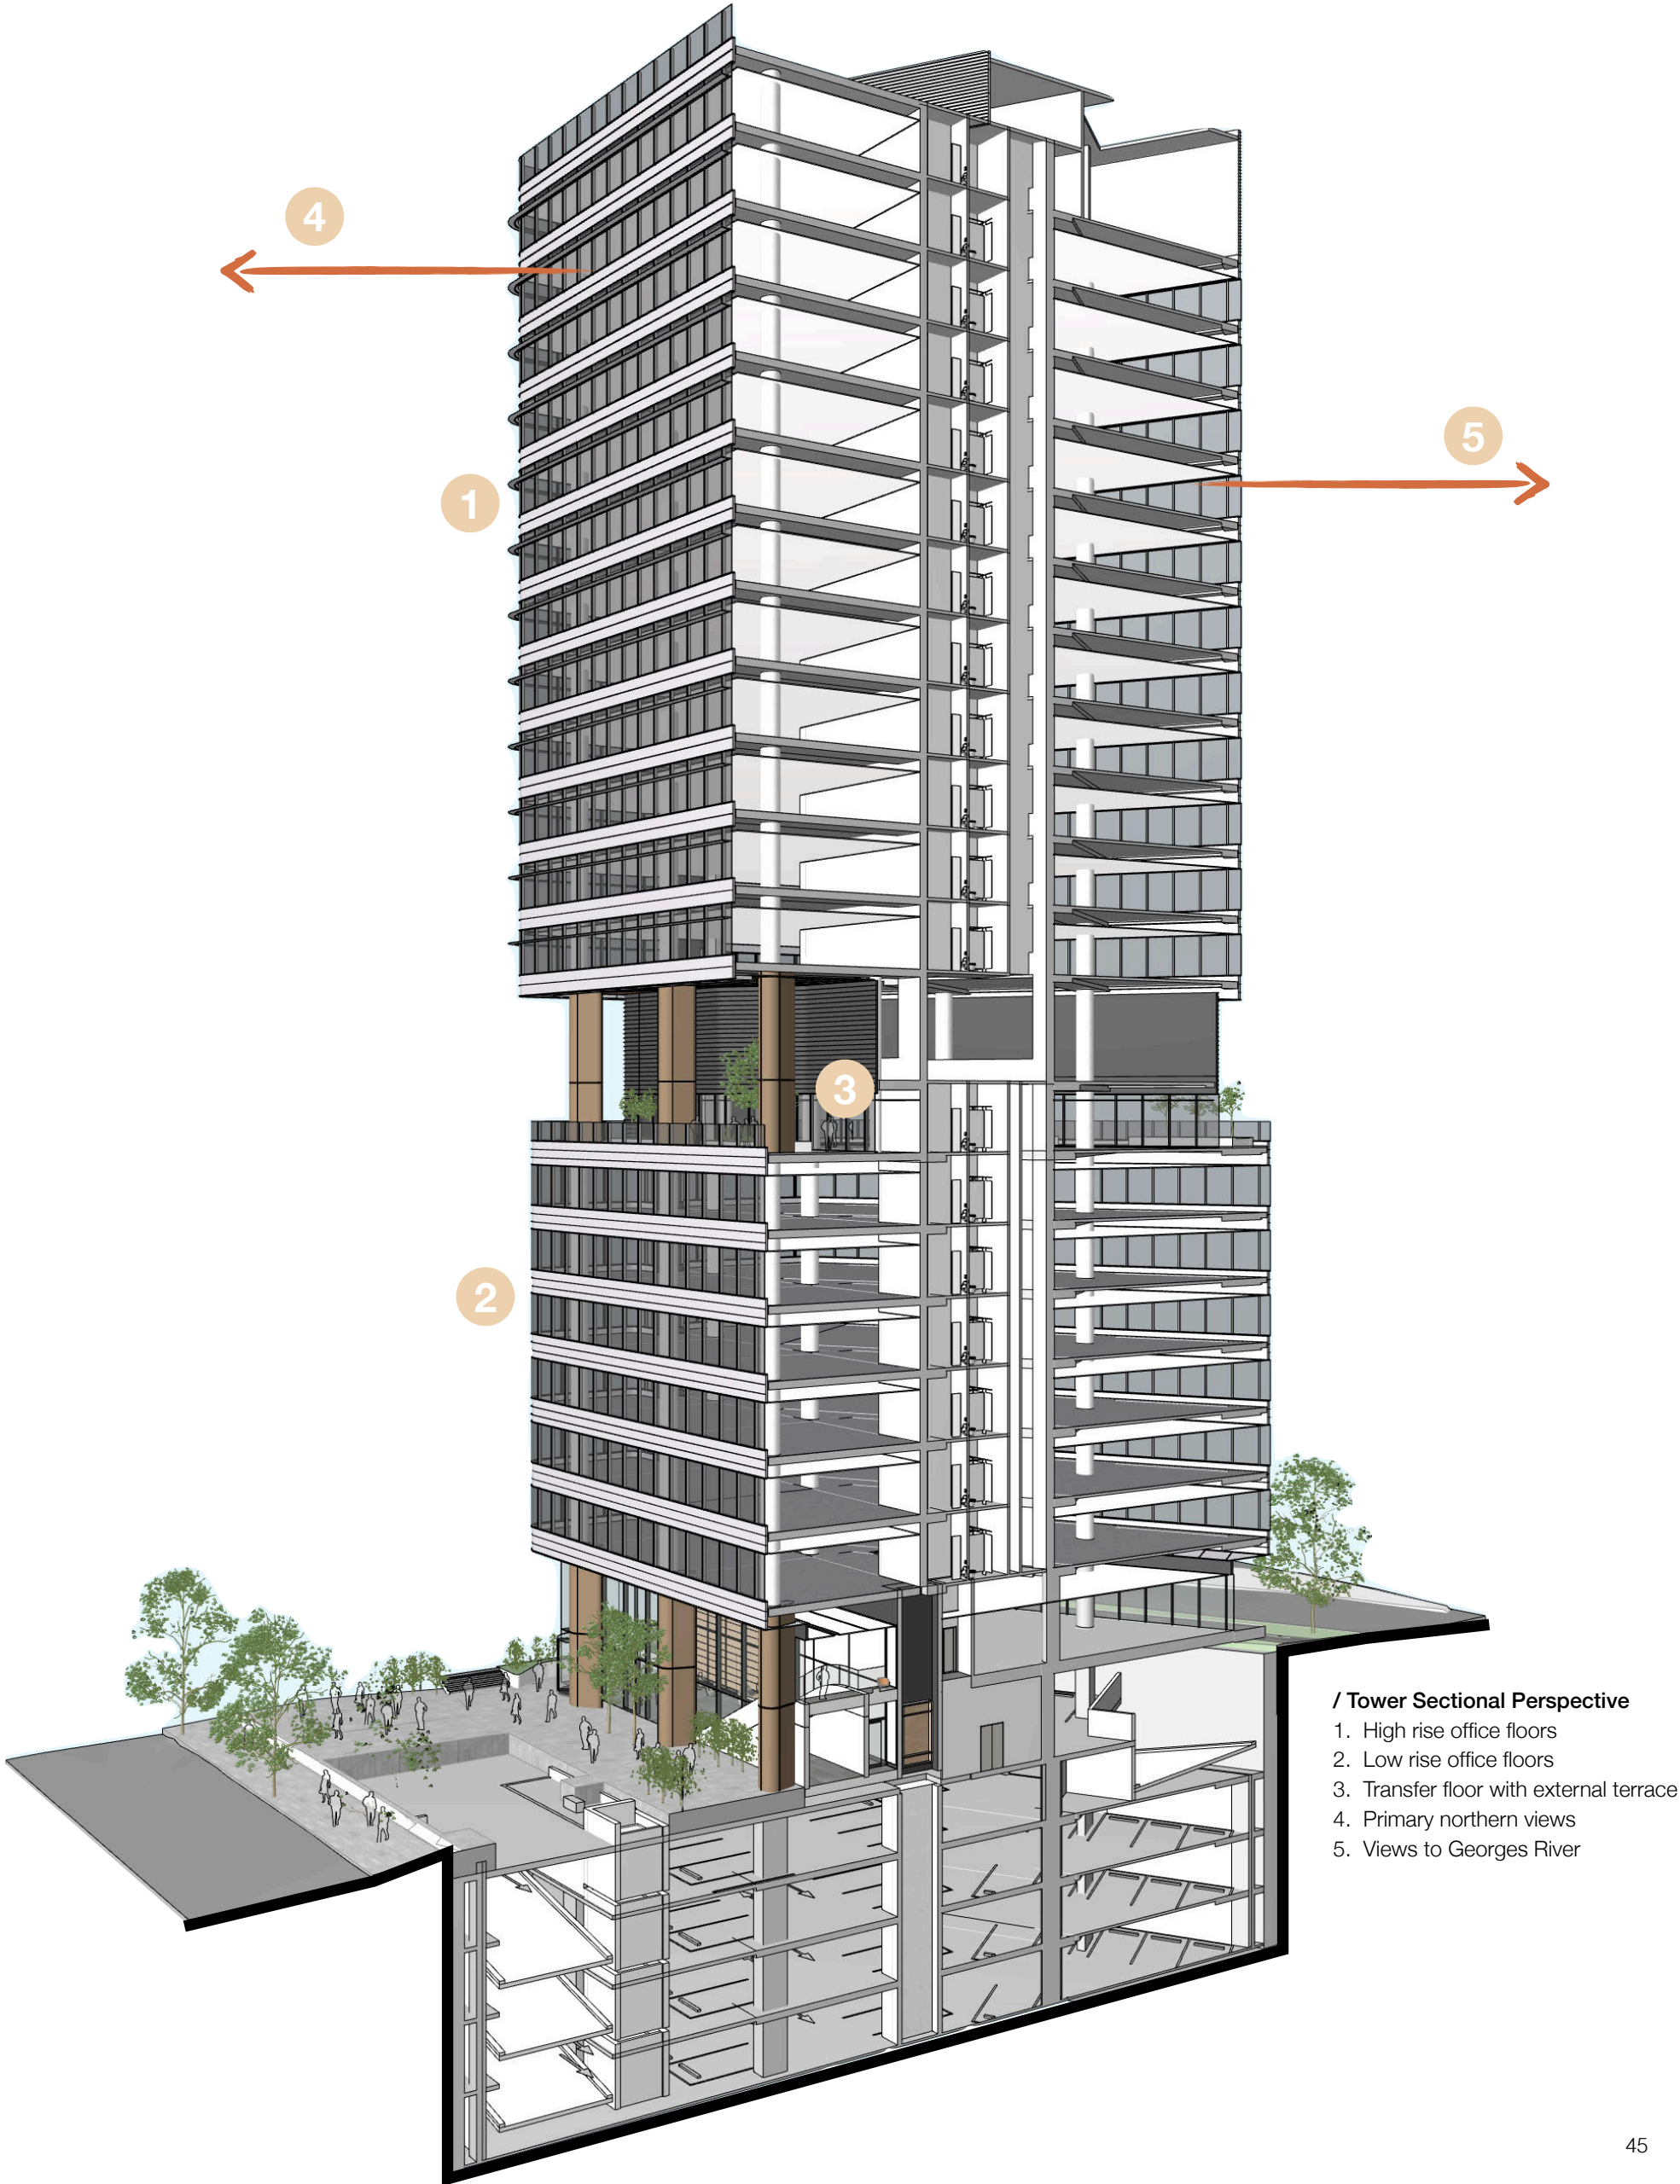 4
5
1
3
2
/ Tower Sectional Perspective
1. High rise office floors
2. Low rise office floors
3. Transfer floor with external terrace
4. Primary northern views
5. Views to Georges River
45